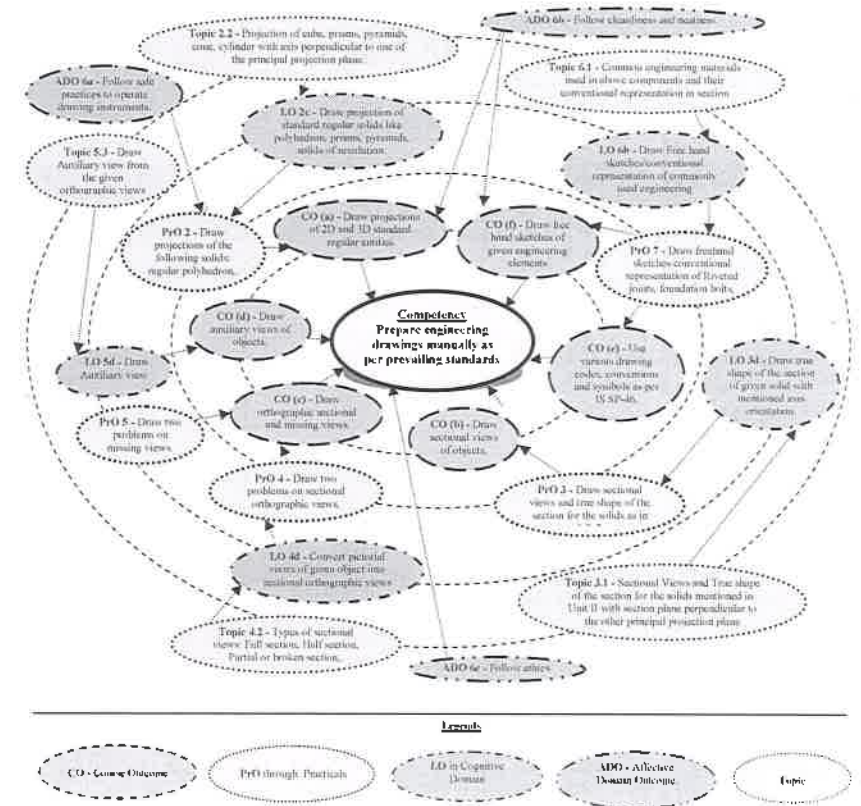 ADO 6b - Follow cleanliness and neatness
Topic 2.2 - Projection of cube, prisms, pyramids,
cone, cylinder with axis perpendicular to one of
the principal projection plane.
Topic 6.1 - Common engineering materials
used in above components and their
conventional representation in section
ADO 6a - Follow safe
practices to operate
drawing instruments.
LO 2c - Draw projection of
standard regular solids like
polyhedron, prisms, pyramids,
solids of revolution.
Topic 5.3 - Draw
Auxiliary view from
the given
orthographic views
LO 6b - Draw Free hand
sketches/conventional
representation of commonly
used engineering
PrO 2 - Draw
projections of the
following solids:
regular polyhedron,
CO (a) - Draw projections
of 2D and 3D standard
regular entities.
CO (f) - Draw free
hand sketches of
given engineering
elements
PrO 7 - Draw freehand
sketches conventional
representation of Riveted
joints, foundation bolts,
CO (d) - Draw
auxiliary views of
objects.
Competency
Prepare engineering
drawings manually as
per prevailing standards
CO (e) - Use
various drawing
codes, conventions
and symbols as per
IS SP-46.
LO 5d - Draw
Auxiliary view
LO 3d - Draw true
shape of the section
of given solid with
mentioned axis
orientation.
CO (c) - Draw
orthographic sectional
and missing views.
PrO 5 - Draw two
problems on
missing views
CO (b) - Draw
sectional views
of objects.
PrO 4 - Draw two
problems on sectional
orthographic views.
PrO 3 - Draw sectional
views and true shape of the
section for the solids as in
LO 4d - Convert pictorial
views of given object into
sectional orthographic views
Topic 3.1 - Sectional Views and True shape
of the section for the solids mentioned in
Unit II with section plane perpendicular to
the other principal projection plane
Topic 4.2 - Types of sectional
views: Full section, Half section,
Partial or broken section,
ADO 6c - Follow ethics
Legends
CO - Course Outcome
PrO through Practicals
LO in Cognitive
Domain
ADO - Affective
Domain Outcome
Topic